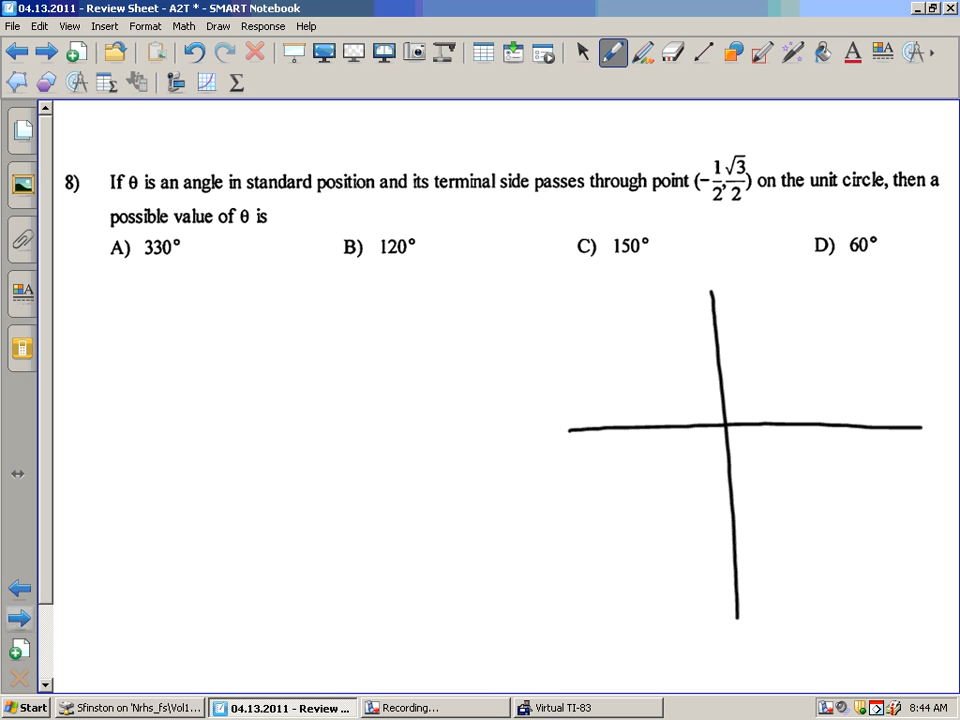 04.13.2011 - Review Sheet - A2T * - SMART Notebook
File Edit View Insert Format Math Draw Response Help
8) If θ is an angle in standard position and its terminal side passes through point (-1/2, √3/2) on the unit circle, then a
possible value of θ is
A) 330° B) 120° C) 150° D) 60°
Start Sfinston on 'Nrhs_fs\Vol1... 04.13.2011 - Review ... Recording... Virtual TI-83 8:44 AM